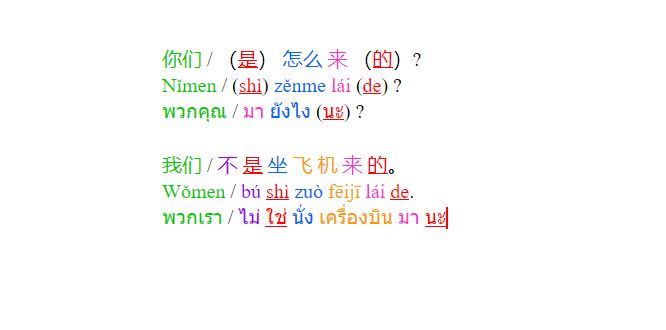 你们 / （是） 怎么 来 （的）?
Nǐmen / (shì) zěnme lái (de) ?
พวกคุณ / มา ยังไง (นะ) ?
我们 / 不 是 坐 飞 机 来 的。
Wǒmen / bú shì zuò fēijī lái de.
พวกเรา / ไม่ ใช่ นั่ง เครื่องบิน มา นะ